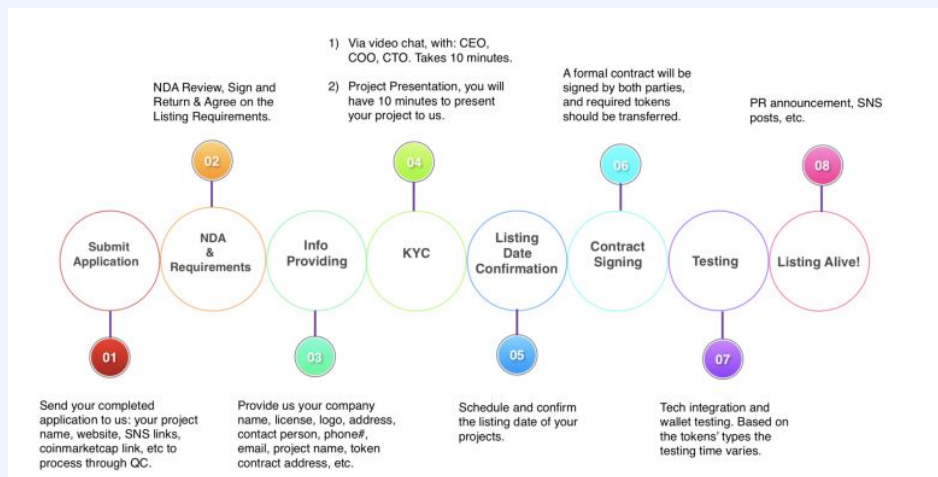 1) Via video chat, with: CEO,
COO, CTO. Takes 10 minutes.
2) Project Presentation, you will
have 10 minutes to present
your project to us.
NDA Review, Sign and
Return & Agree on the
Listing Requirements.
A formal contract will be
signed by both parties,
and required tokens
should be transferred.
PR announcement, SNS
posts, etc.
02
04
06
08
Submit
Application
NDA
&
Requirements
Info
Providing
KYC
Listing
Date
Confirmation
Contract
Signing
Testing
Listing Alive!
01
03
05
07
Send your completed
application to us: your project
name, website, SNS links,
coinmarketcap link, etc to
process through QC.
Provide us your company
name, license, logo, address,
contact person, phone#,
email, project name, token
contract address, etc.
Schedule and confirm
the listing date of your
projects.
Tech integration and
wallet testing. Based on
the tokens' types the
testing time varies.